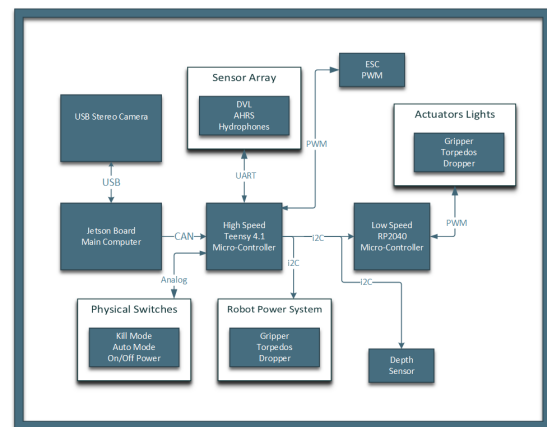 ESC
PWM
Sensor Array
DVL
AHRS
Hydrophones
USB Stereo Camera
Actuators Lights
Gripper
Torpedos
Dropper
PWM
UART
USB
Jetson Board
Main Computer
CAN
High Speed
Teensy 4.1
Micro-Controller
i2C
Low Speed
RP2040
Micro-Controller
PWM
Analog
i2C
i2C
Physical Switches
Kill Mode
Auto Mode
On/Off Power
Robot Power System
Gripper
Torpedos
Dropper
Depth
Sensor